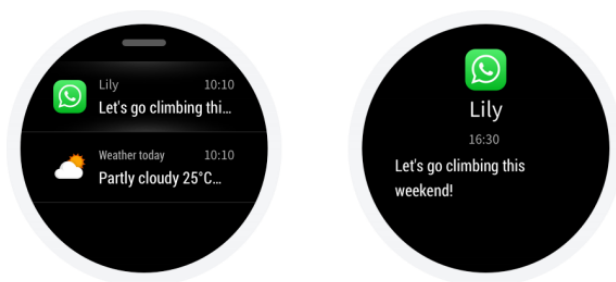 Lily 10:10
Let's go climbing thi...
Weather today 10:10
Partly cloudy 25°C...
Lily
16:30
Let's go climbing this
weekend!